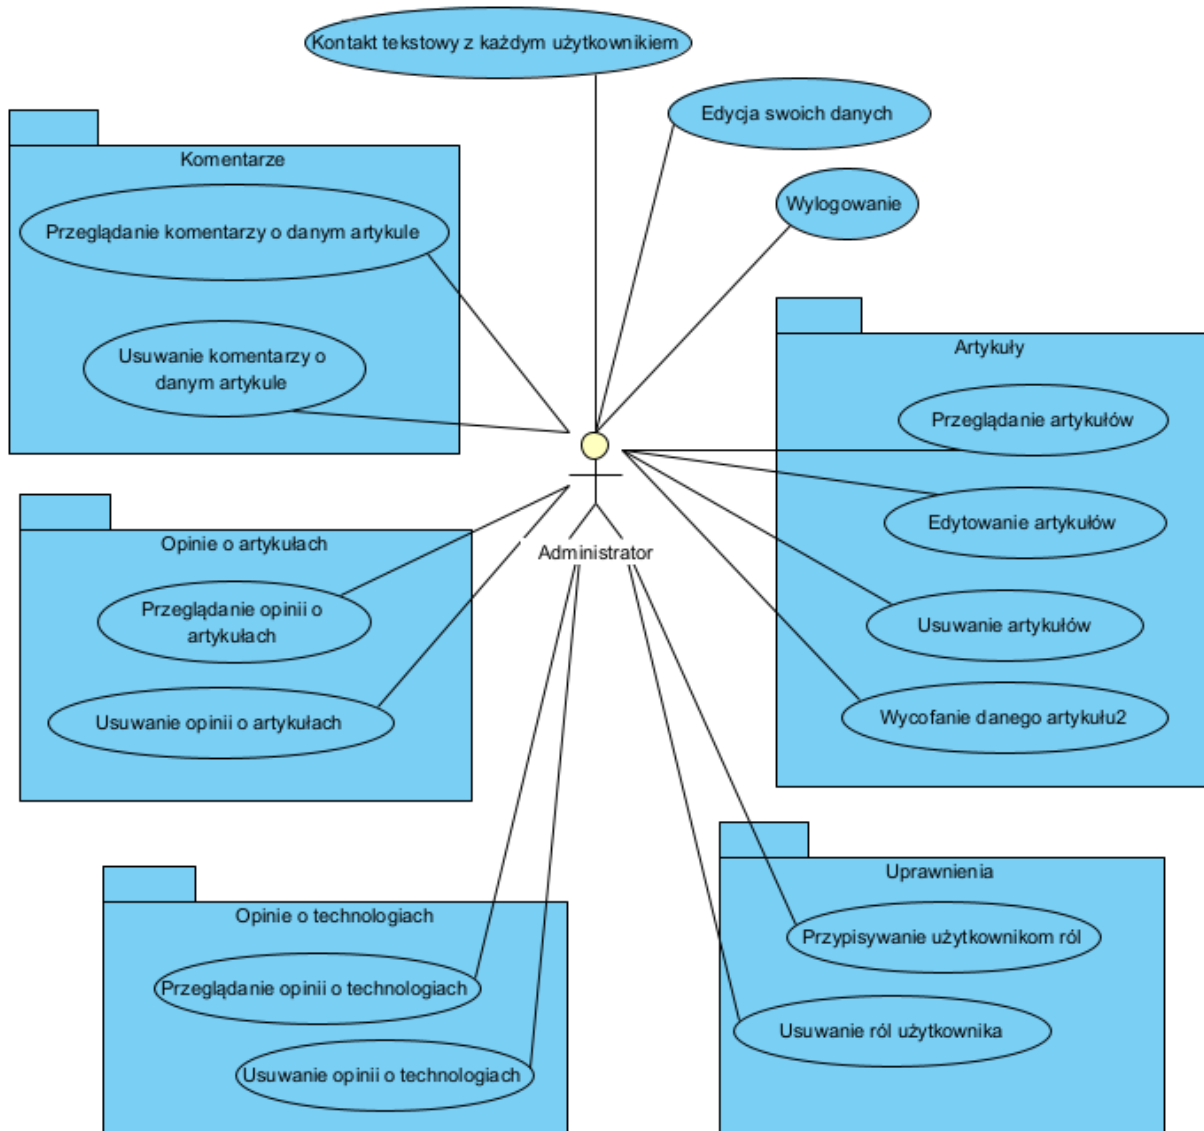 Kontakt tekstowy z każdym użytkownikiem
Edycja swoich danych
Wylogowanie
Komentarze
Przeglądanie komentarzy o danym artykule
Usuwanie komentarzy o
danym artykule
Artykuły
Przeglądanie artykułów
Edytowanie artykułów
Usuwanie artykułów
Wycofanie danego artykułu2
Administrator
Opinie o artykułach
Przeglądanie opinii o
artykułach
Usuwanie opinii o artykułach
Opinie o technologiach
Przeglądanie opinii o technologiach
Usuwanie opinii o technologiach
Uprawnienia
Przypisywanie użytkownikom ról
Usuwanie ról użytkownika